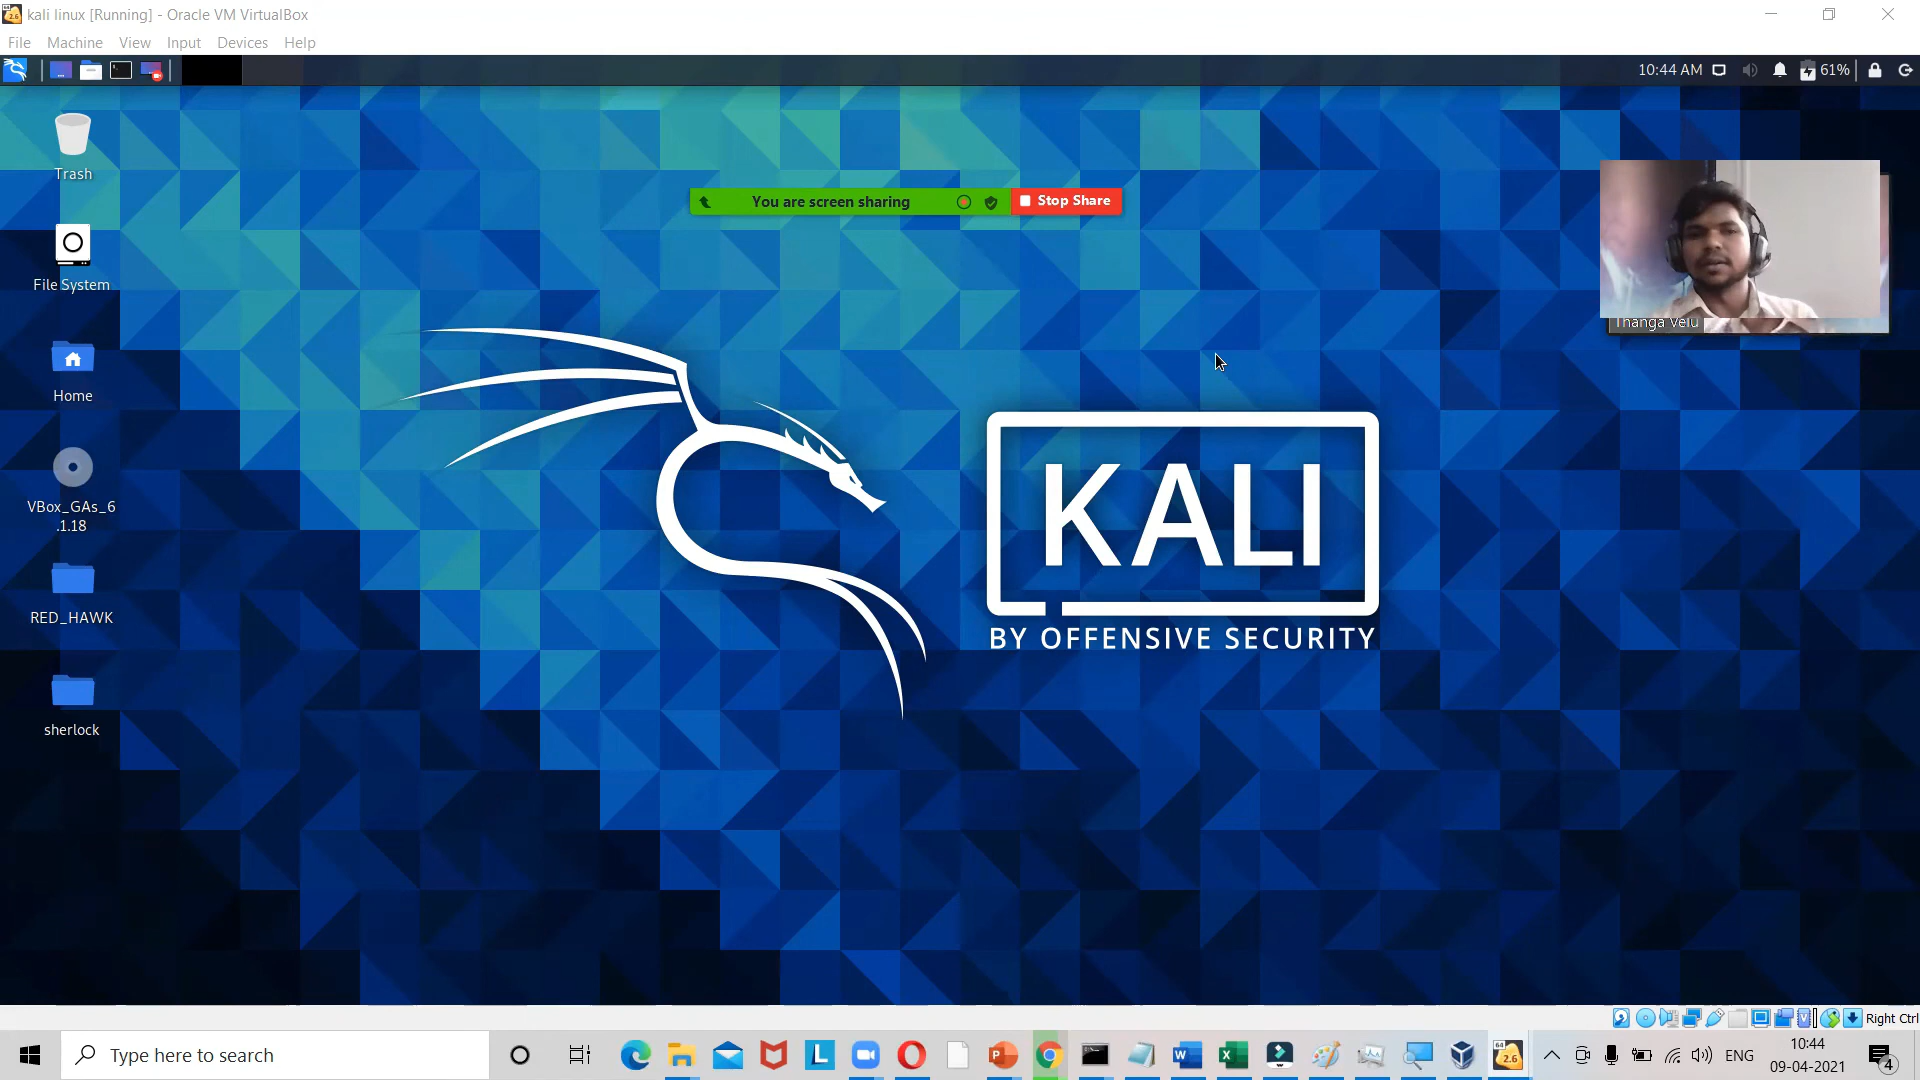 kali linux [Running] - Oracle VM VirtualBox
File Machine View Input Devices Help
10:44 AM 61%
Trash
You are screen sharing Stop Share
File System
Thanga Velu
Home
KALI
BY OFFENSIVE SECURITY
VBox_GAs_6
.1.18
RED_HAWK
sherlock
Right Ctrl
Type here to search
ENG
10:44
09-04-2021
4